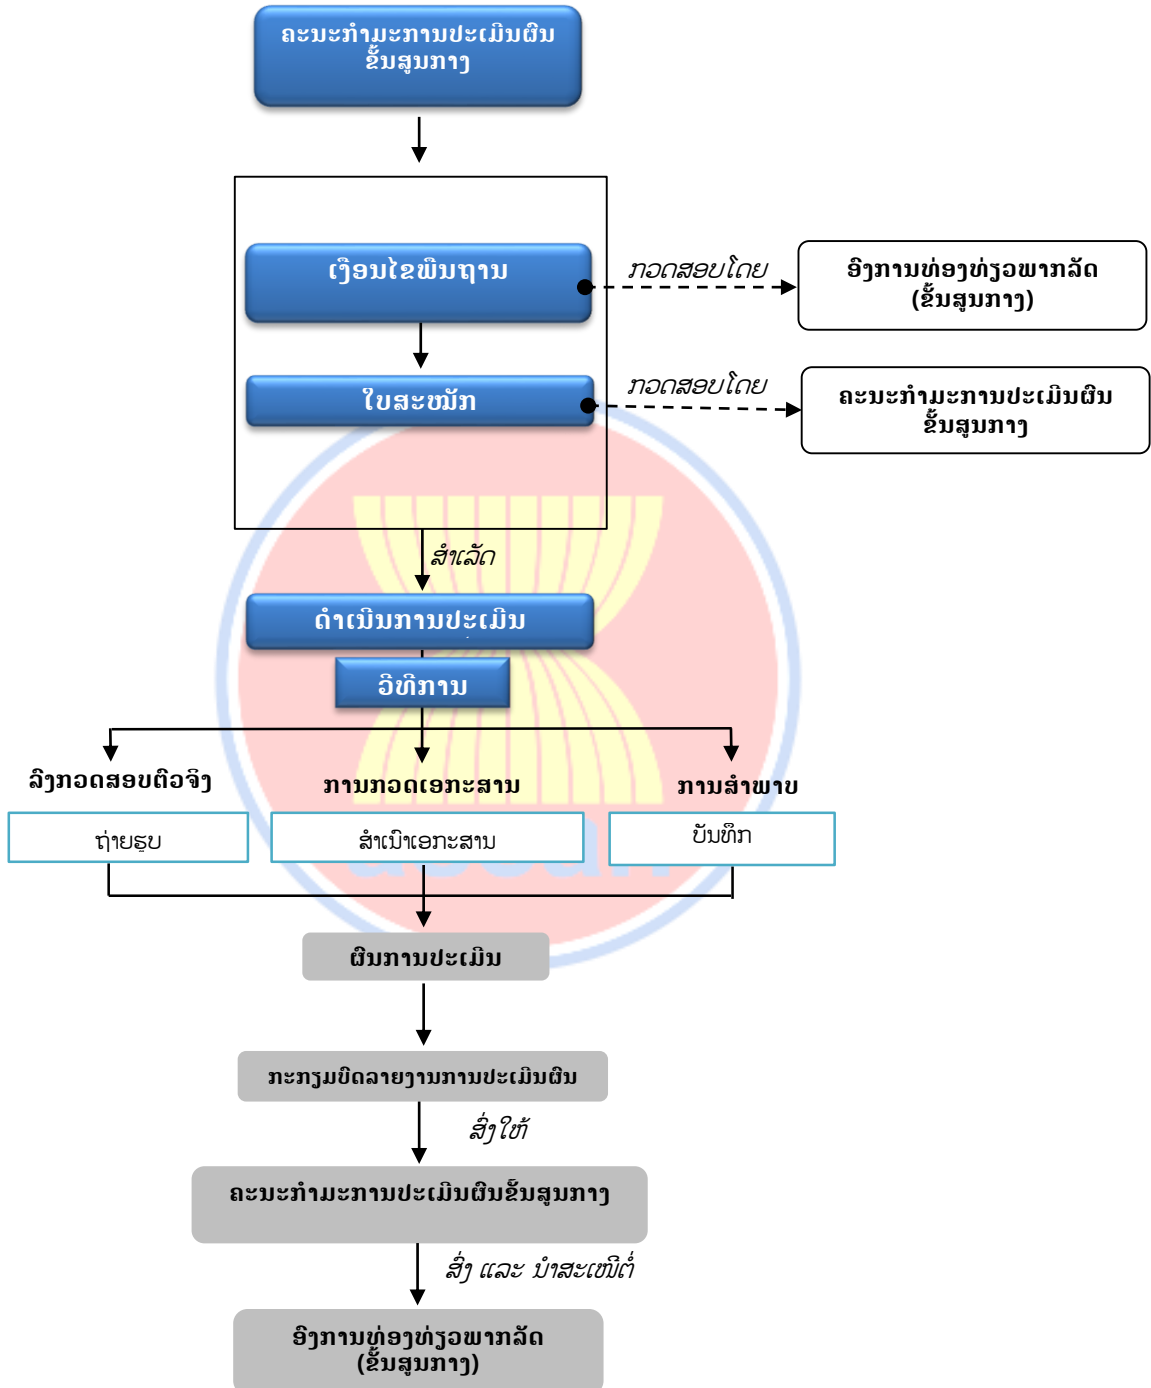 ຄະນະກຳມະການປະເມີນຜົນ
ຂັ້ນສູນກາງ
ເງືອນໄຂພືນຖານ
ກວດສອບໂດຍ
ອົງການທ່ອງທ່ຽວພາກລັດ
(ຂັ້ນສູນກາງ)
ໃບສະໝັກ
ກວດສອບໂດຍ
ຄະນະກຳມະການປະເມີນຜົນ
ຂັ້ນສູນກາງ
ສຳເລັດ
ດຳເນີນການປະເມີນ
ວິທີການ
ລົງກວດສອບຕົວຈິງ
ການກວດເອກະສານ
ການສຳພາບ
ຖ່າຍຮູບ
ສຳເນົາເອກະສານ
ບັນທຶກ
ຜົນການປະເມີນ
ກະກຽມບົດລາຍງານການປະເມີນຜົນ
ສົ່ງໃຫ້
ຄະນະກຳມະການປະເມີນຜົນຂັ້ນສູນກາງ
ສົ່ງ ແລະ ນຳສະເໜີຕໍ່
ອົງການທ່ອງທ່ຽວພາກລັດ
(ຂັ້ນສູນກາງ)